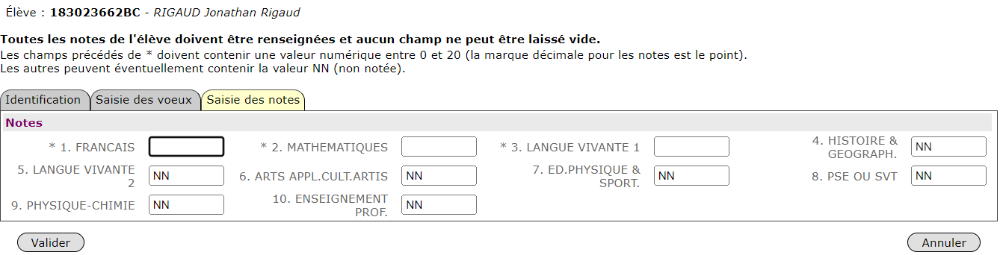 Élève : 183023662BC - RIGAUD Jonathan Rigaud
Toutes les notes de l'élève doivent être renseignées et aucun champ ne peut être laissé vide.
Les champs précédés de * doivent contenir une valeur numérique entre 0 et 20 (la marque décimale pour les notes est le point).
Les autres peuvent éventuellement contenir la valeur NN (non notée).
Identification Saisie des voeux Saisie des notes
Notes
* 1. FRANCAIS
* 2. MATHEMATIQUES
* 3. LANGUE VIVANTE 1
4. HISTOIRE &
GEOGRAPH.
NN
5. LANGUE VIVANTE
2
NN
6. ARTS APPL.CULT.ARTIS
NN
7. ED.PHYSIQUE &
SPORT.
NN
8. PSE OU SVT
NN
9. PHYSIQUE-CHIMIE
NN
10. ENSEIGNEMENT
PROF.
NN
Valider
Annuler